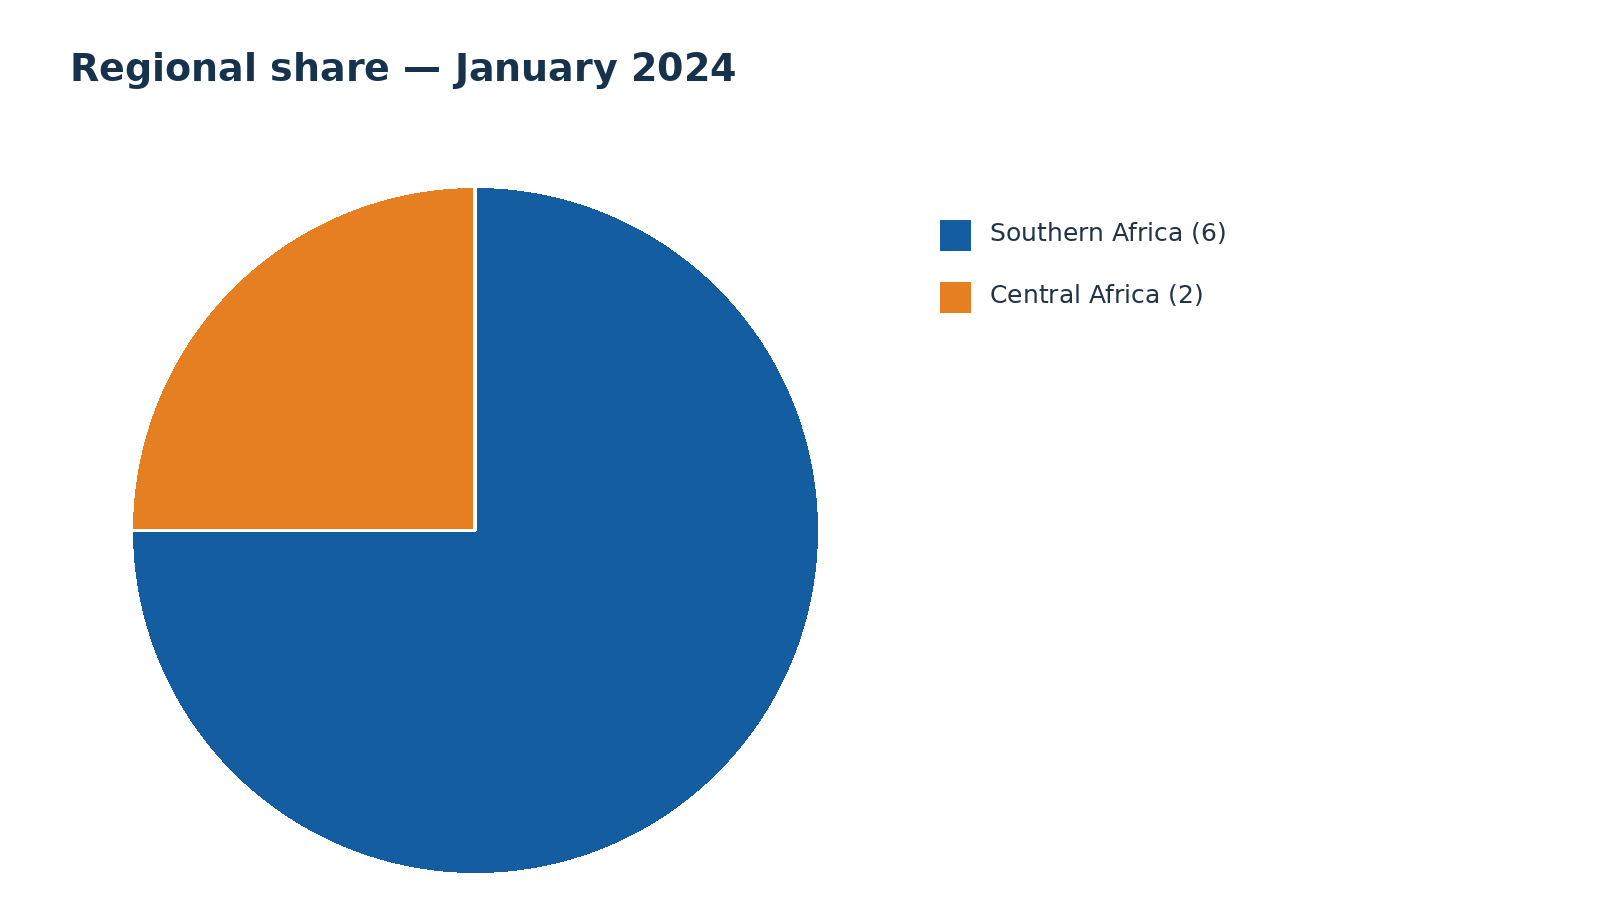 Regional share — January 2024
Southern Africa (6)
Central Africa (2)